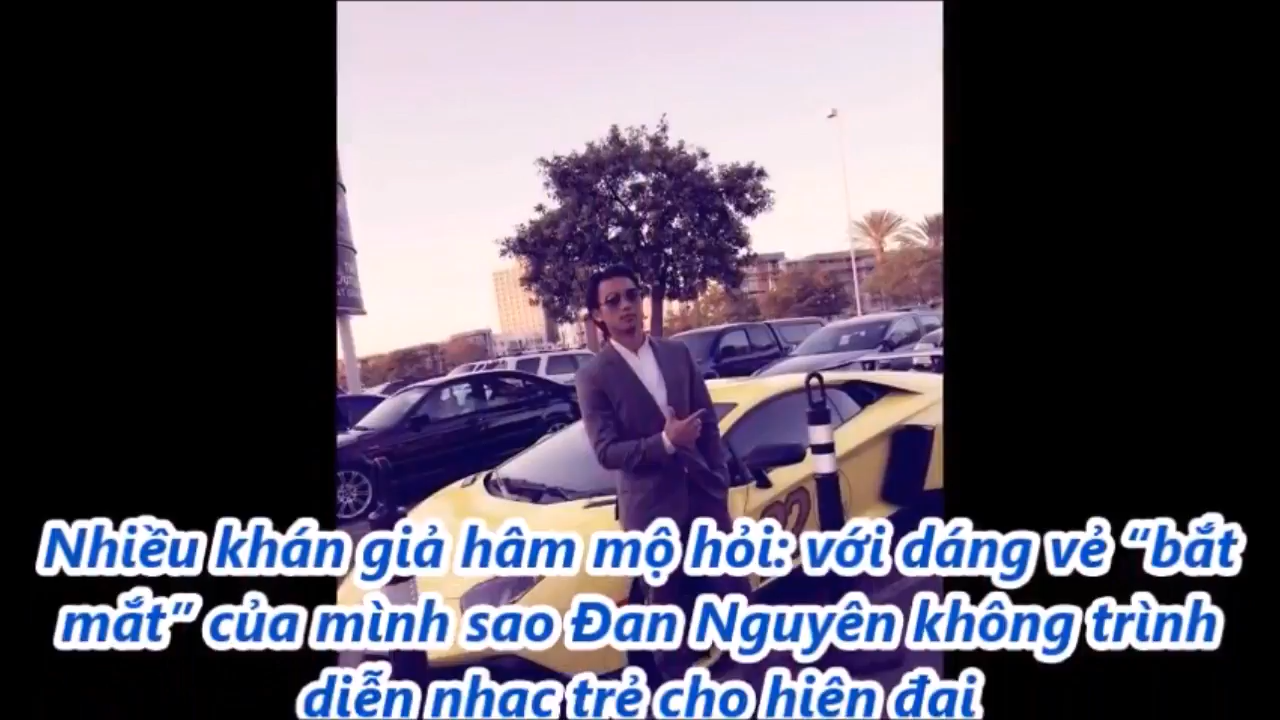 Nhiều khán giả hâm mộ hỏi: với dáng vẻ “bắt
mắt” của mình sao Đan Nguyên không trình
diễn nhạc trẻ cho hiện đại